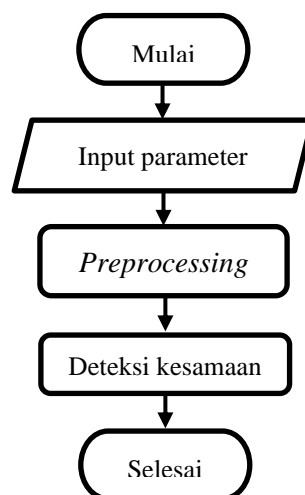 Mulai
Input parameter
Preprocessing
Deteksi kesamaan
Selesai